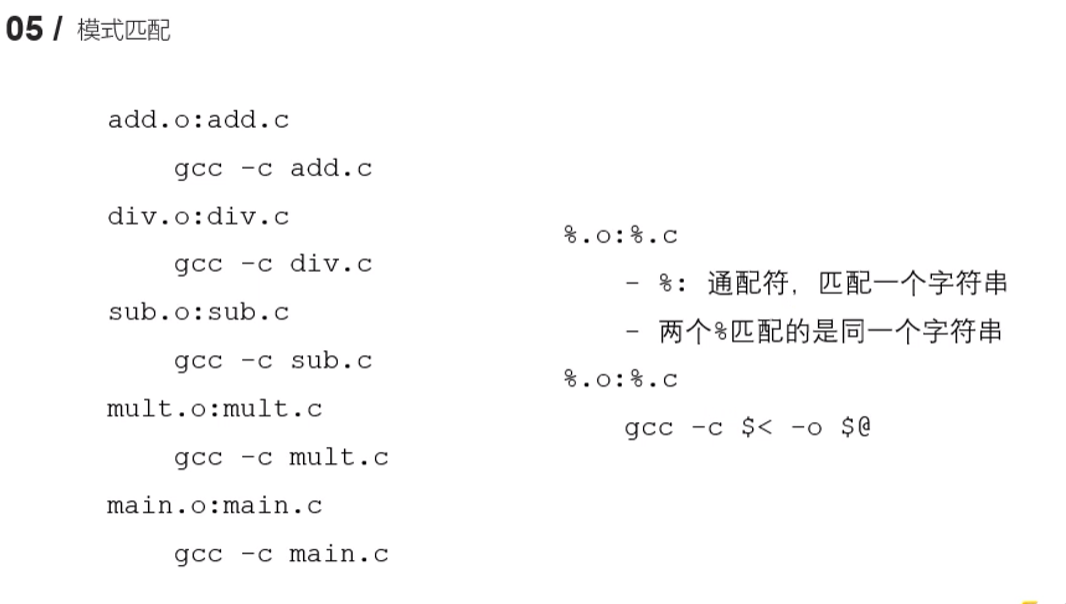 05 / 模式匹配
add.o:add.c
gcc -c add.c
div.o:div.c
gcc -c div.c
sub.o:sub.c
gcc -c sub.c
mult.o:mult.c
gcc -c mult.c
main.o:main.c
gcc -c main.c
%.o:%.c
- %: 通配符, 匹配一个字符串
- 两个%匹配的是同一个字符串
%.o:%.c
gcc -c $< -o $@